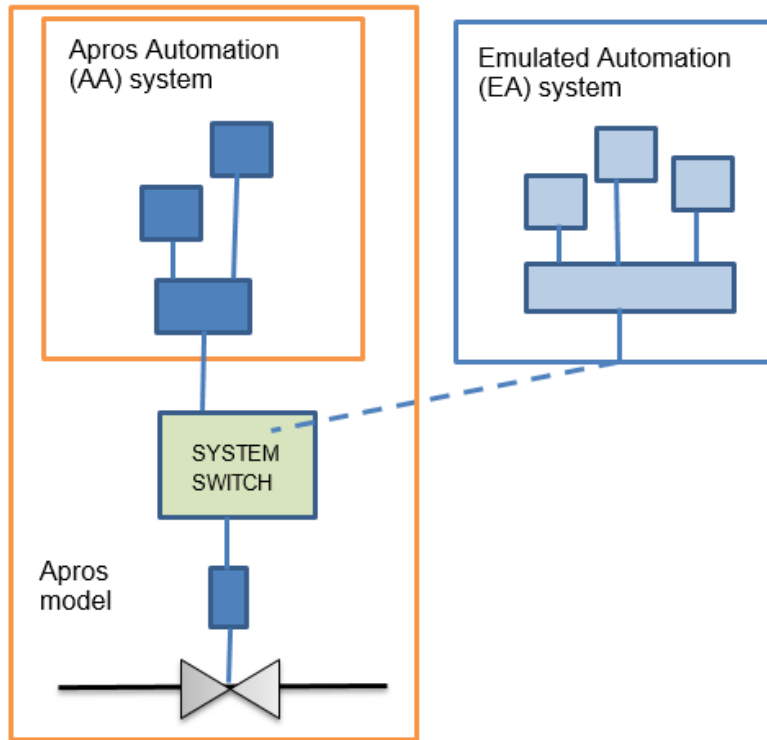 Apros Automation
(AA) system
Emulated Automation
(EA) system
SYSTEM
SWITCH
Apros
model